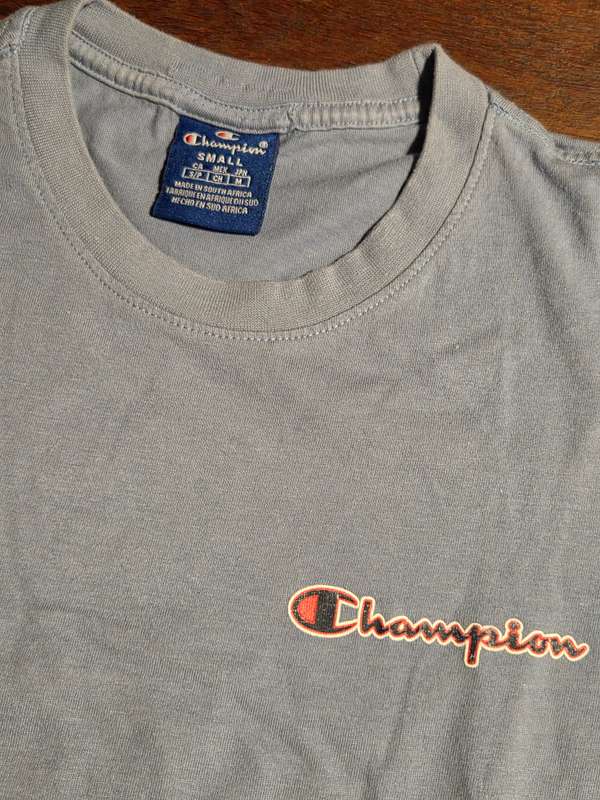 Champion®
SMALL
CA MEX JPN
S/P CH M
MADE IN SOUTH AFRICA
FABRIQUE EN AFRIQUE DU SUD
HECHO EN SUD AFRICA
Champion